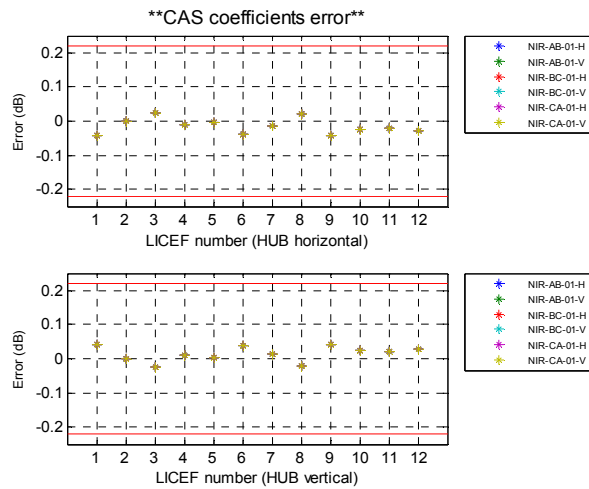 **CAS coefficients error**
Error (dB)
0.2
0.1
0
-0.1
-0.2
1 2 3 4 5 6 7 8 9 10 11 12
LICEF number (HUB horizontal)
NIR-AB-01-H
NIR-AB-01-V
NIR-BC-01-H
NIR-BC-01-V
NIR-CA-01-H
NIR-CA-01-V
Error (dB)
0.2
0.1
0
-0.1
-0.2
1 2 3 4 5 6 7 8 9 10 11 12
LICEF number (HUB vertical)
NIR-AB-01-H
NIR-AB-01-V
NIR-BC-01-H
NIR-BC-01-V
NIR-CA-01-H
NIR-CA-01-V